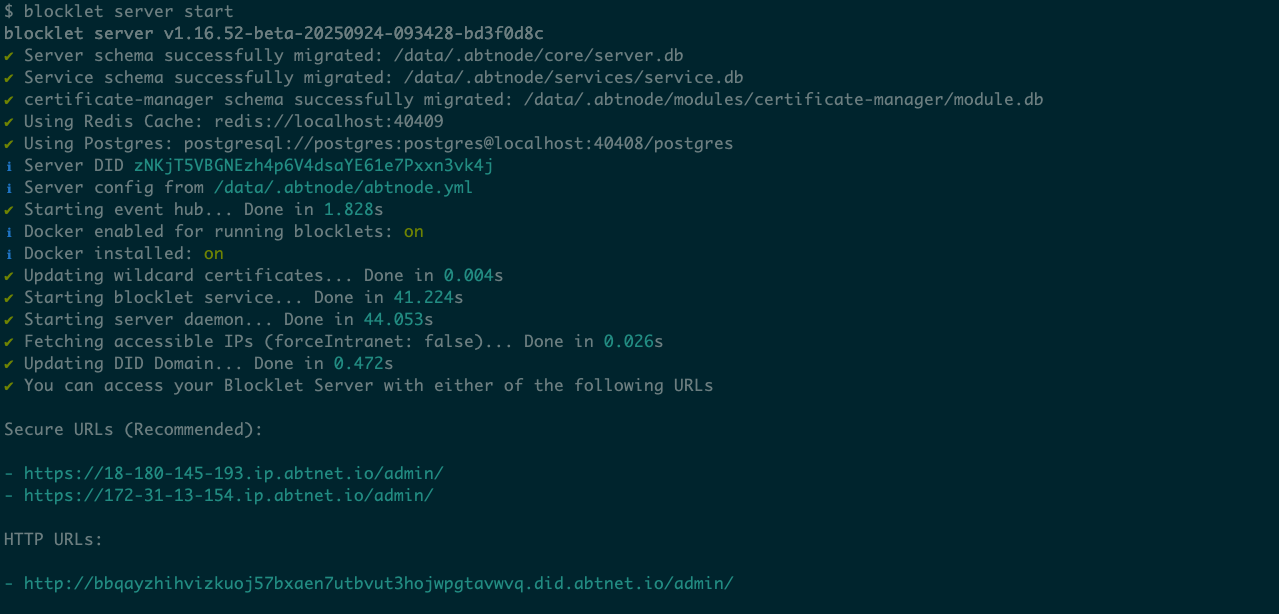 $ blocklet server start
blocklet server v1.16.52-beta-20250924-093428-bd3f0d8c
✔ Server schema successfully migrated: /data/.abtnode/core/server.db
✔ Service schema successfully migrated: /data/.abtnode/services/service.db
✔ certificate-manager schema successfully migrated: /data/.abtnode/modules/certificate-manager/module.db
✔ Using Redis Cache: redis://localhost:40409
✔ Using Postgres: postgresql://postgres:postgres@localhost:40408/postgres
ℹ Server DID zNKjT5VBGNEzh4p6V4dsaYE61e7Pxxn3vk4j
ℹ Server config from /data/.abtnode/abtnode.yml
✔ Starting event hub... Done in 1.828s
ℹ Docker enabled for running blocklets: on
ℹ Docker installed: on
✔ Updating wildcard certificates... Done in 0.004s
✔ Starting blocklet service... Done in 41.224s
✔ Starting server daemon... Done in 44.053s
✔ Fetching accessible IPs (forceIntranet: false)... Done in 0.026s
✔ Updating DID Domain... Done in 0.472s
✔ You can access your Blocklet Server with either of the following URLs
Secure URLs (Recommended):
- https://18-180-145-193.ip.abtnet.io/admin/
- https://172-31-13-154.ip.abtnet.io/admin/
HTTP URLs:
- http://bbqayzhihvizkuoj57bxaen7utbvut3hojwpgtavwvq.did.abtnet.io/admin/